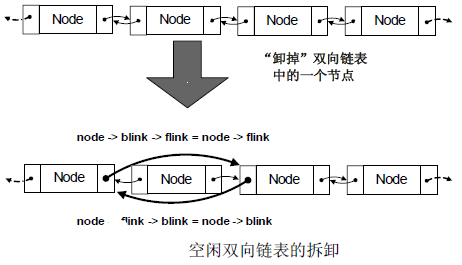 Node Node Node Node
“卸掉”双向链表
中的一个节点
node -> blink -> flink = node -> flink
Node Node Node Node
node flink -> blink = node -> blink
空闲双向链表的拆卸